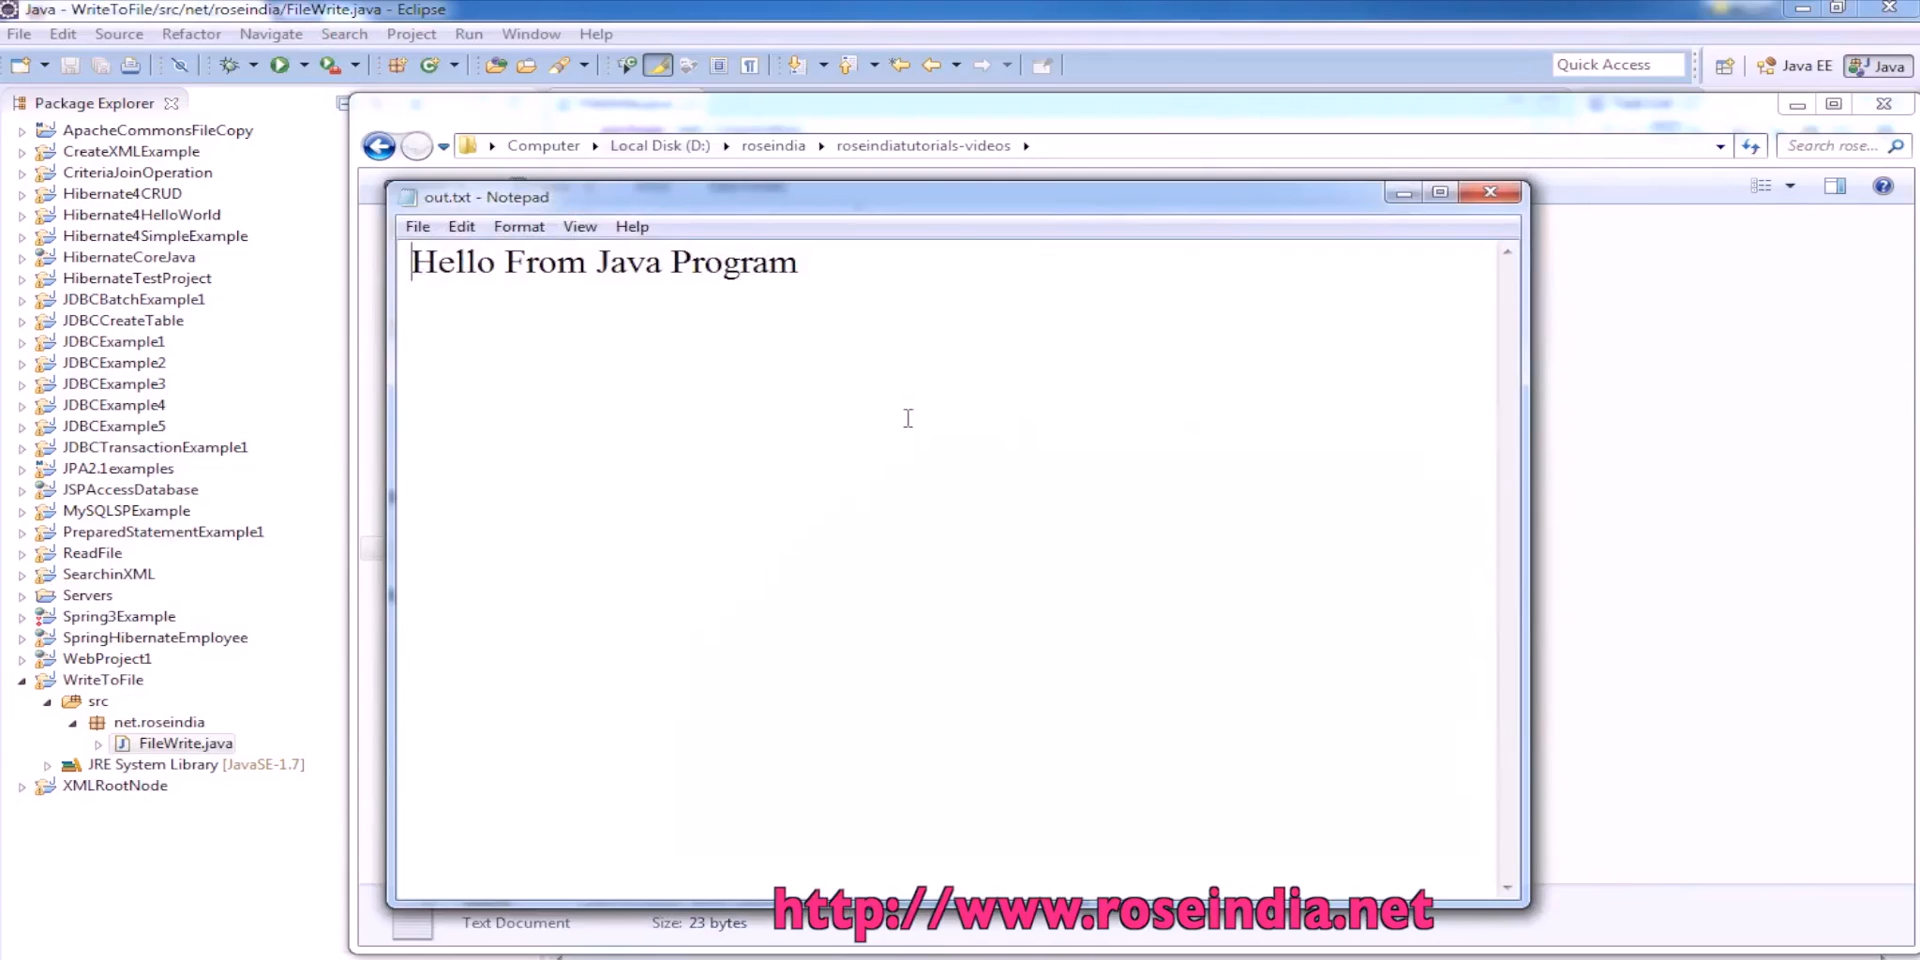 Java - WriteToFile/src/net/roseindia/FileWrite.java - Eclipse
File Edit Source Refactor Navigate Search Project Run Window Help
Quick Access
Java EE
Java
Package Explorer
ApacheCommonsFileCopy
CreateXMLExample
CriteriaJoinOperation
Hibernate4CRUD
Hibernate4HelloWorld
Hibernate4SimpleExample
HibernateCoreJava
HibernateTestProject
JDBCBatchExample1
JDBCCreateTable
JDBCExample1
JDBCExample2
JDBCExample3
JDBCExample4
JDBCExample5
JDBCTransactionExample1
JPA2.1examples
JSPAccessDatabase
MySQLSPExample
PreparedStatementExample1
ReadFile
SearchinXML
Servers
Spring3Example
SpringHibernateEmployee
WebProject1
WriteToFile
src
net.roseindia
FileWrite.java
JRE System Library [JavaSE-1.7]
XMLRootNode
Computer Local Disk (D:) roseindia roseindiatutorials-videos
Search rose...
out.txt - Notepad
File Edit Format View Help
Hello From Java Program
Text Document Size: 23 bytes
http://www.roseindia.net